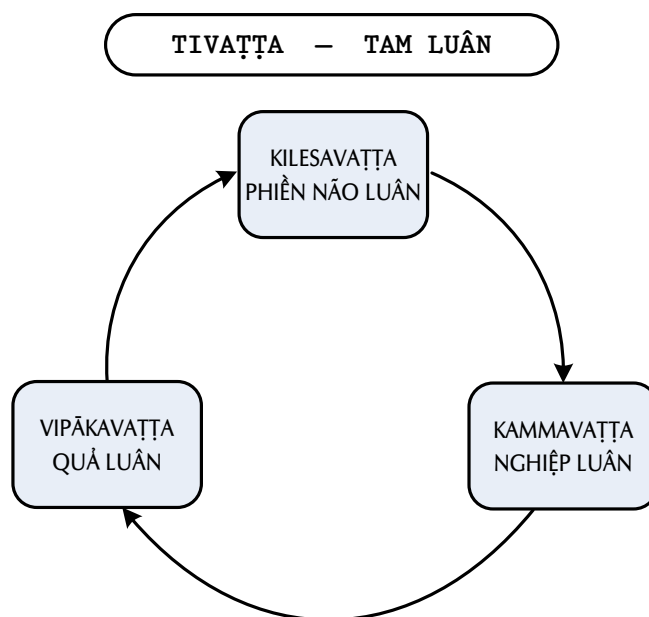 TIVAṬṬA – TAM LUÂN
KILESAVAṬṬA
PHIỀN NÃO LUÂN
VIPĀKAVAṬṬA
QUẢ LUÂN
KAMMAVAṬṬA
NGHIỆP LUÂN